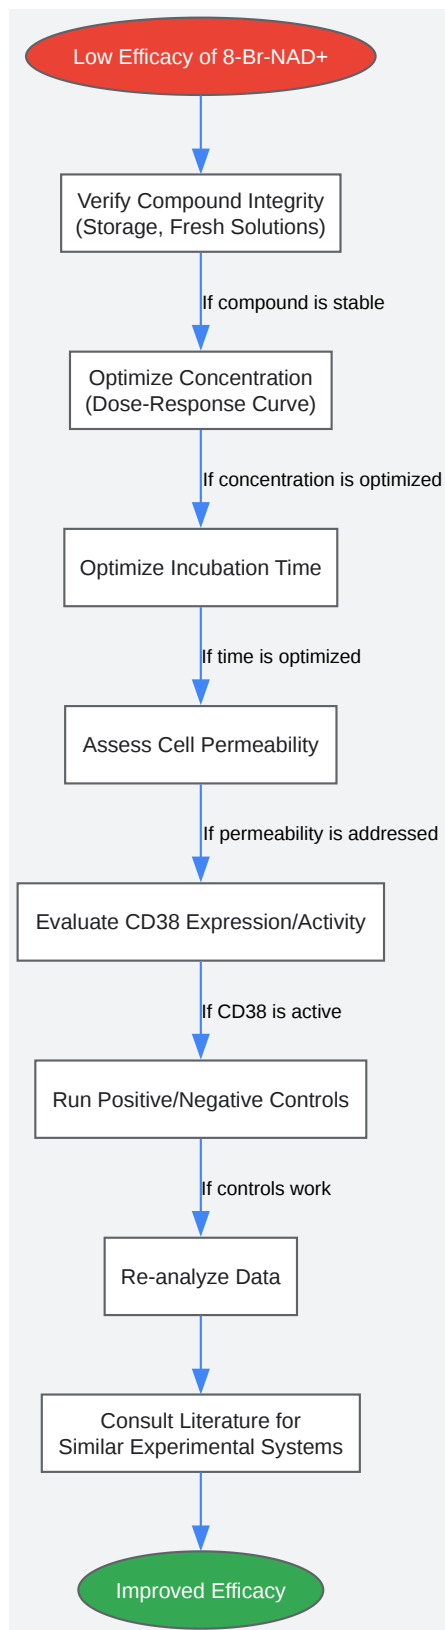 Low Efficacy of 8-Br-NAD+
Verify Compound Integrity
(Storage, Fresh Solutions)
If compound is stable
Optimize Concentration
(Dose-Response Curve)
If concentration is optimized
Optimize Incubation Time
If time is optimized
Assess Cell Permeability
If permeability is addressed
Evaluate CD38 Expression/Activity
If CD38 is active
Run Positive/Negative Controls
If controls work
Re-analyze Data
Consult Literature for
Similar Experimental Systems
Improved Efficacy